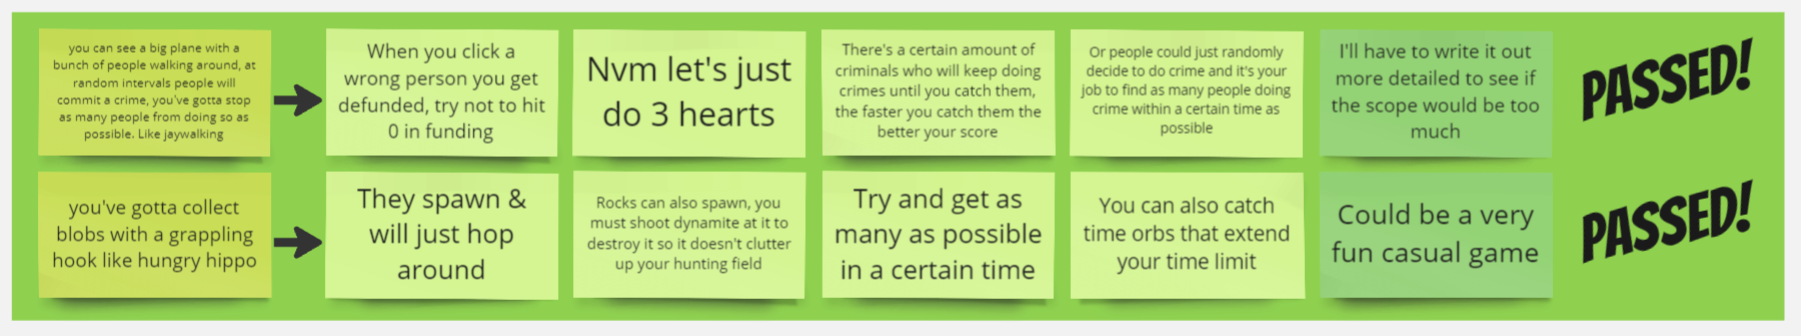 you can see a big plane with a
bunch of people walking around, at
random intervals people will
commit a crime, you've gotta stop
as many people from doing so as
possible. Like jaywalking
When you click a
wrong person you get
defunded, try not to hit
0 in funding
Nvm let's just
do 3 hearts
There's a certain amount of
criminals who will keep doing
crimes until you catch them,
the faster you catch them the
better your score
Or people could just randomly
decide to do crime and it's your
job to find as many people doing
crime within a certain time as
possible
I'll have to write it out
more detailed to see if
the scope would be too
much
PASSED!
you've gotta collect
blobs with a grappling
hook like hungry hippo
They spawn &
will just hop
around
Rocks can also spawn, you
must shoot dynamite at it to
destroy it so it doesn't clutter
up your hunting field
Try and get as
many as possible
in a certain time
You can also catch
time orbs that extend
your time limit
Could be a very
fun casual game
PASSED!